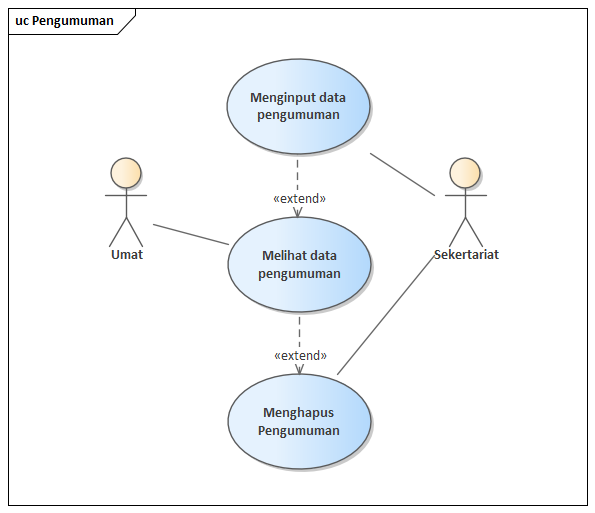 uc Pengumuman
Menginput data
pengumuman
«extend»
Umat
Sekertariat
Melihat data
pengumuman
«extend»
Menghapus
Pengumuman